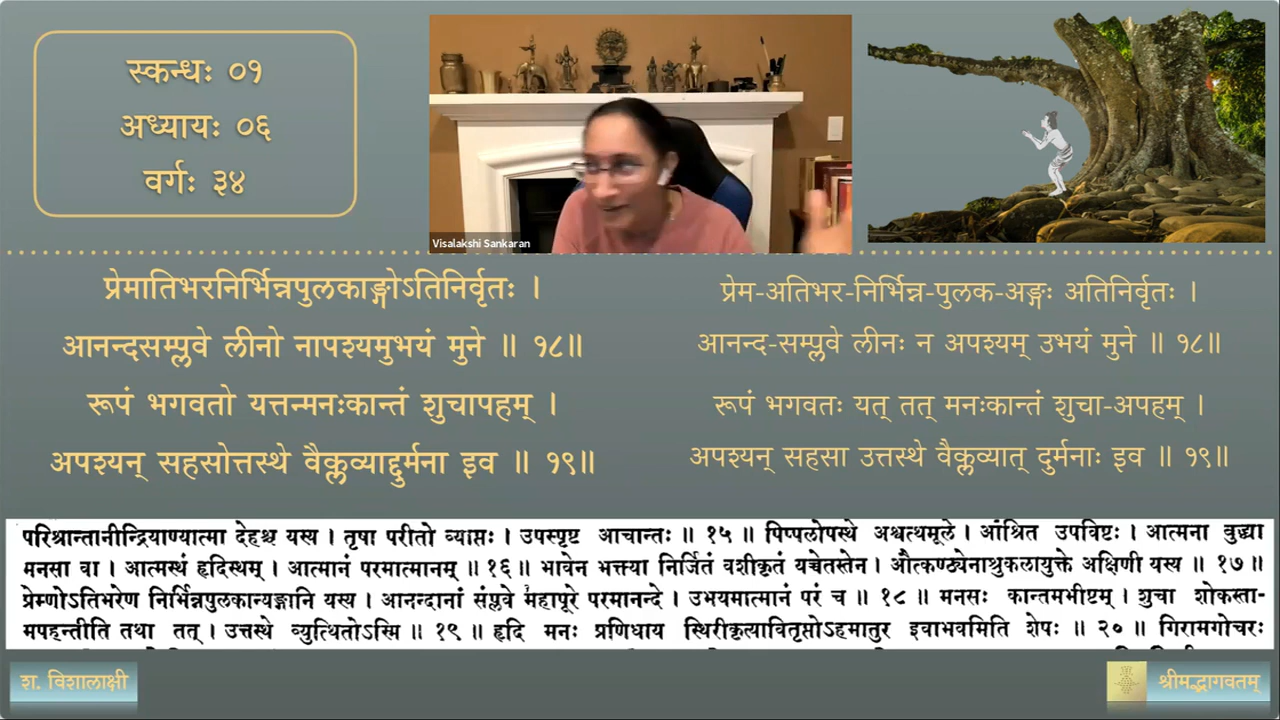 स्कन्धः ०१
अध्यायः ०६
वर्गः ३४
Visalakshi Sankaran
प्रेमातिभरनिर्भिन्नपुलकाङ्गोऽतिनिर्वृतः ।
आनन्दसम्प्लवे लीनो नापश्यमुभयं मुने ॥ १८॥
रूपं भगवतो यत्तन्मनःकान्तं शुचापहम् ।
अपश्यन् सहसोत्तस्थे वैक्लव्याद्दुर्मना इव ॥ १९॥
प्रेम-अतिभर-निर्भिन्न-पुलक-अङ्गः अतिनिर्वृतः ।
आनन्द-सम्प्लवे लीनः न अपश्यम् उभयं मुने ॥ १८॥
रूपं भगवतः यत् तत् मनःकान्तं शुचा-अपहम् ।
अपश्यन् सहसा उत्तस्थे वैक्लव्यात् दुर्मनाः इव ॥ १९॥
परिश्रान्तानीन्द्रियाण्यात्मा देहश्च यस्य । तृषा परीतो व्याप्तः । उपस्पृष्ट आचान्तः ॥ १५ ॥ पिप्पलोपस्थे अश्वत्थमूले । आश्रित उपविष्टः । आत्मना बुद्ध्या
मनसा वा । आत्मस्थं हृदिस्थम् । आत्मानं परमात्मानम् ॥ १६ ॥ भावेन भक्त्या निर्जितं वशीकृतं यच्चेतस्तेन । औत्कण्ठ्येनाश्रुकलायुक्ते अक्षिणी यस्य ॥ १७ ॥
प्रेम्णोऽतिभरेण निर्भिन्नपुलकान्यङ्गानि यस्य । आनन्दानां संप्लवे महापूरे परमानन्दे । उभयमात्मानं परं च ॥ १८ ॥ मनसः कान्तमभीष्टम् । शुचा शोकस्ता-
मपहन्तीति तथा तत् । उत्तस्थे व्युत्थितोऽस्मि ॥ १९ ॥ हृदि मनः प्रणिधाय स्थिरीकृत्यावितृप्तोऽहमातुर इवाभवमिति शेषः ॥ २० ॥ गिरामगोचरः
श. विशालाक्षी
श्रीमद्भागवतम्